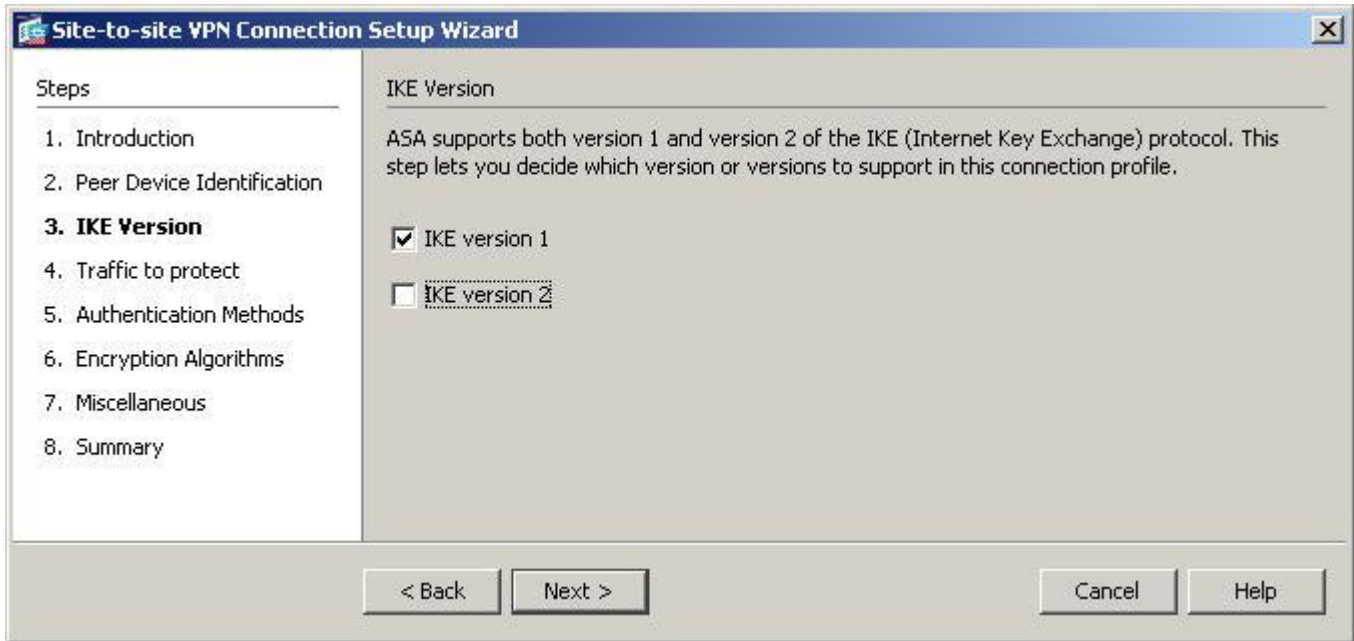 Site-to-site VPN Connection Setup Wizard
Steps
1. Introduction
2. Peer Device Identification
3. IKE Version
4. Traffic to protect
5. Authentication Methods
6. Encryption Algorithms
7. Miscellaneous
8. Summary
IKE Version
ASA supports both version 1 and version 2 of the IKE (Internet Key Exchange) protocol. This
step lets you decide which version or versions to support in this connection profile.
IKE version 1
IKE version 2
< Back
Next >
Cancel
Help